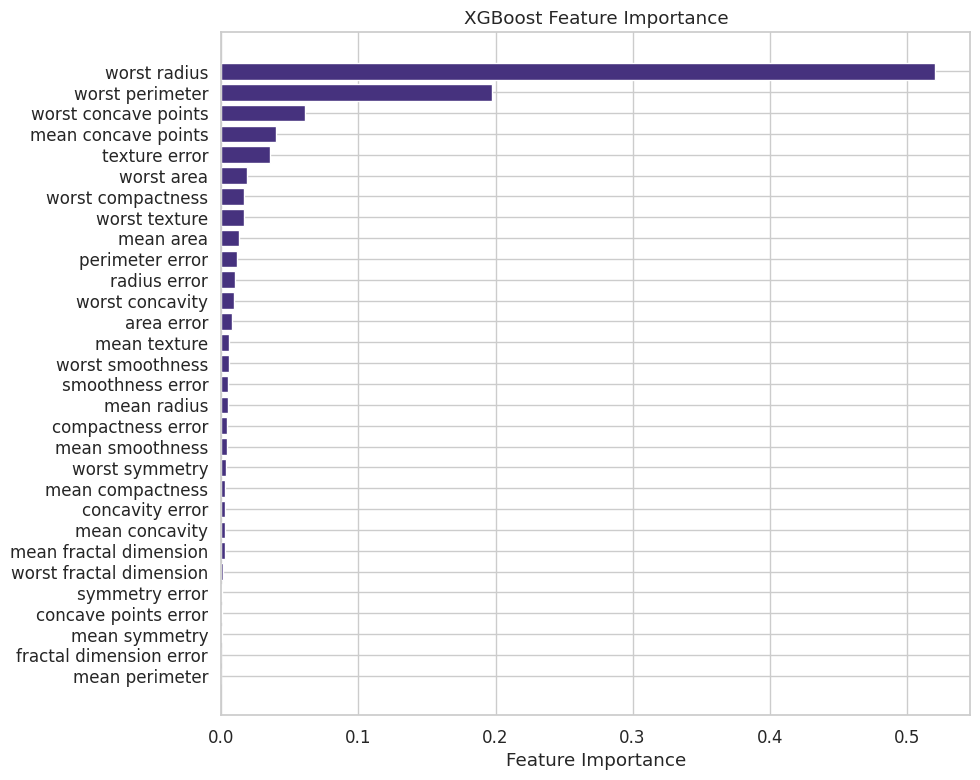 XGBoost Feature Importance
worst radius
worst perimeter
worst concave points
mean concave points
texture error
worst area
worst compactness
worst texture
mean area
perimeter error
radius error
worst concavity
area error
mean texture
worst smoothness
smoothness error
mean radius
compactness error
mean smoothness
worst symmetry
mean compactness
concavity error
mean concavity
mean fractal dimension
worst fractal dimension
symmetry error
concave points error
mean symmetry
fractal dimension error
mean perimeter
0.0 0.1 0.2 0.3 0.4 0.5
Feature Importance